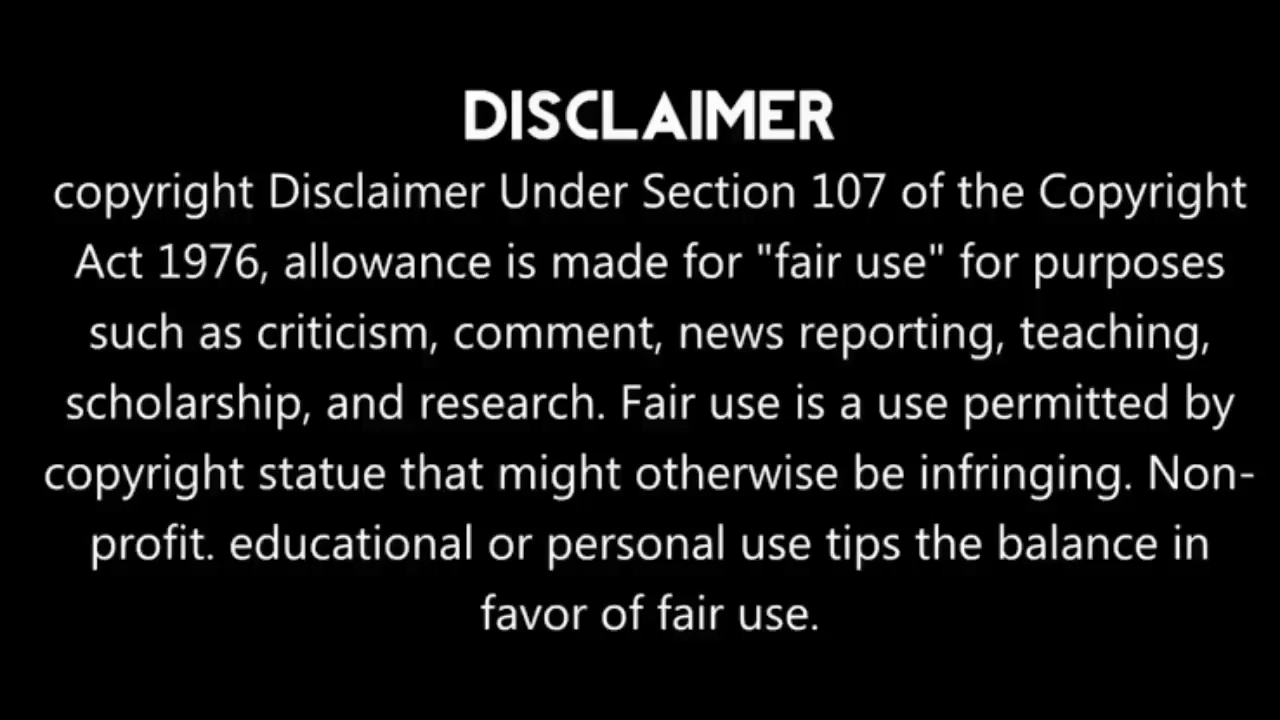 DISCLAIMER
copyright Disclaimer Under Section 107 of the Copyright
Act 1976, allowance is made for "fair use" for purposes
such as criticism, comment, news reporting, teaching,
scholarship, and research. Fair use is a use permitted by
copyright statue that might otherwise be infringing. Non-
profit. educational or personal use tips the balance in
favor of fair use.